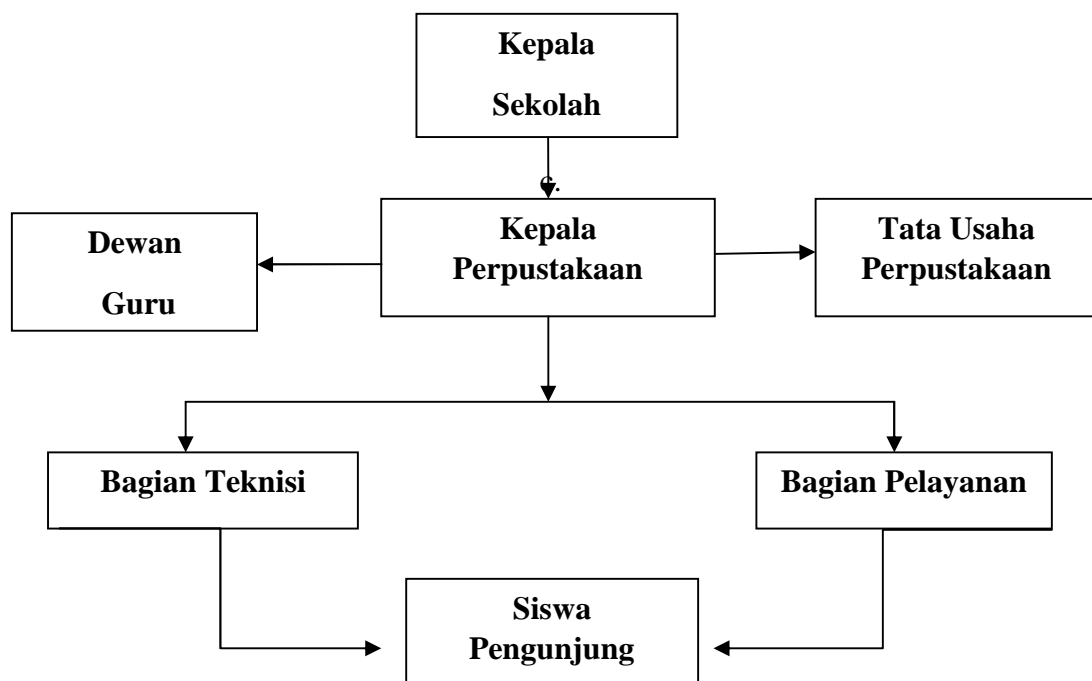 Kepala
Sekolah
Dewan
Guru
Kepala
Perpustakaan
Tata Usaha
Perpustakaan
Bagian Teknisi
Bagian Pelayanan
Siswa
Pengunjung